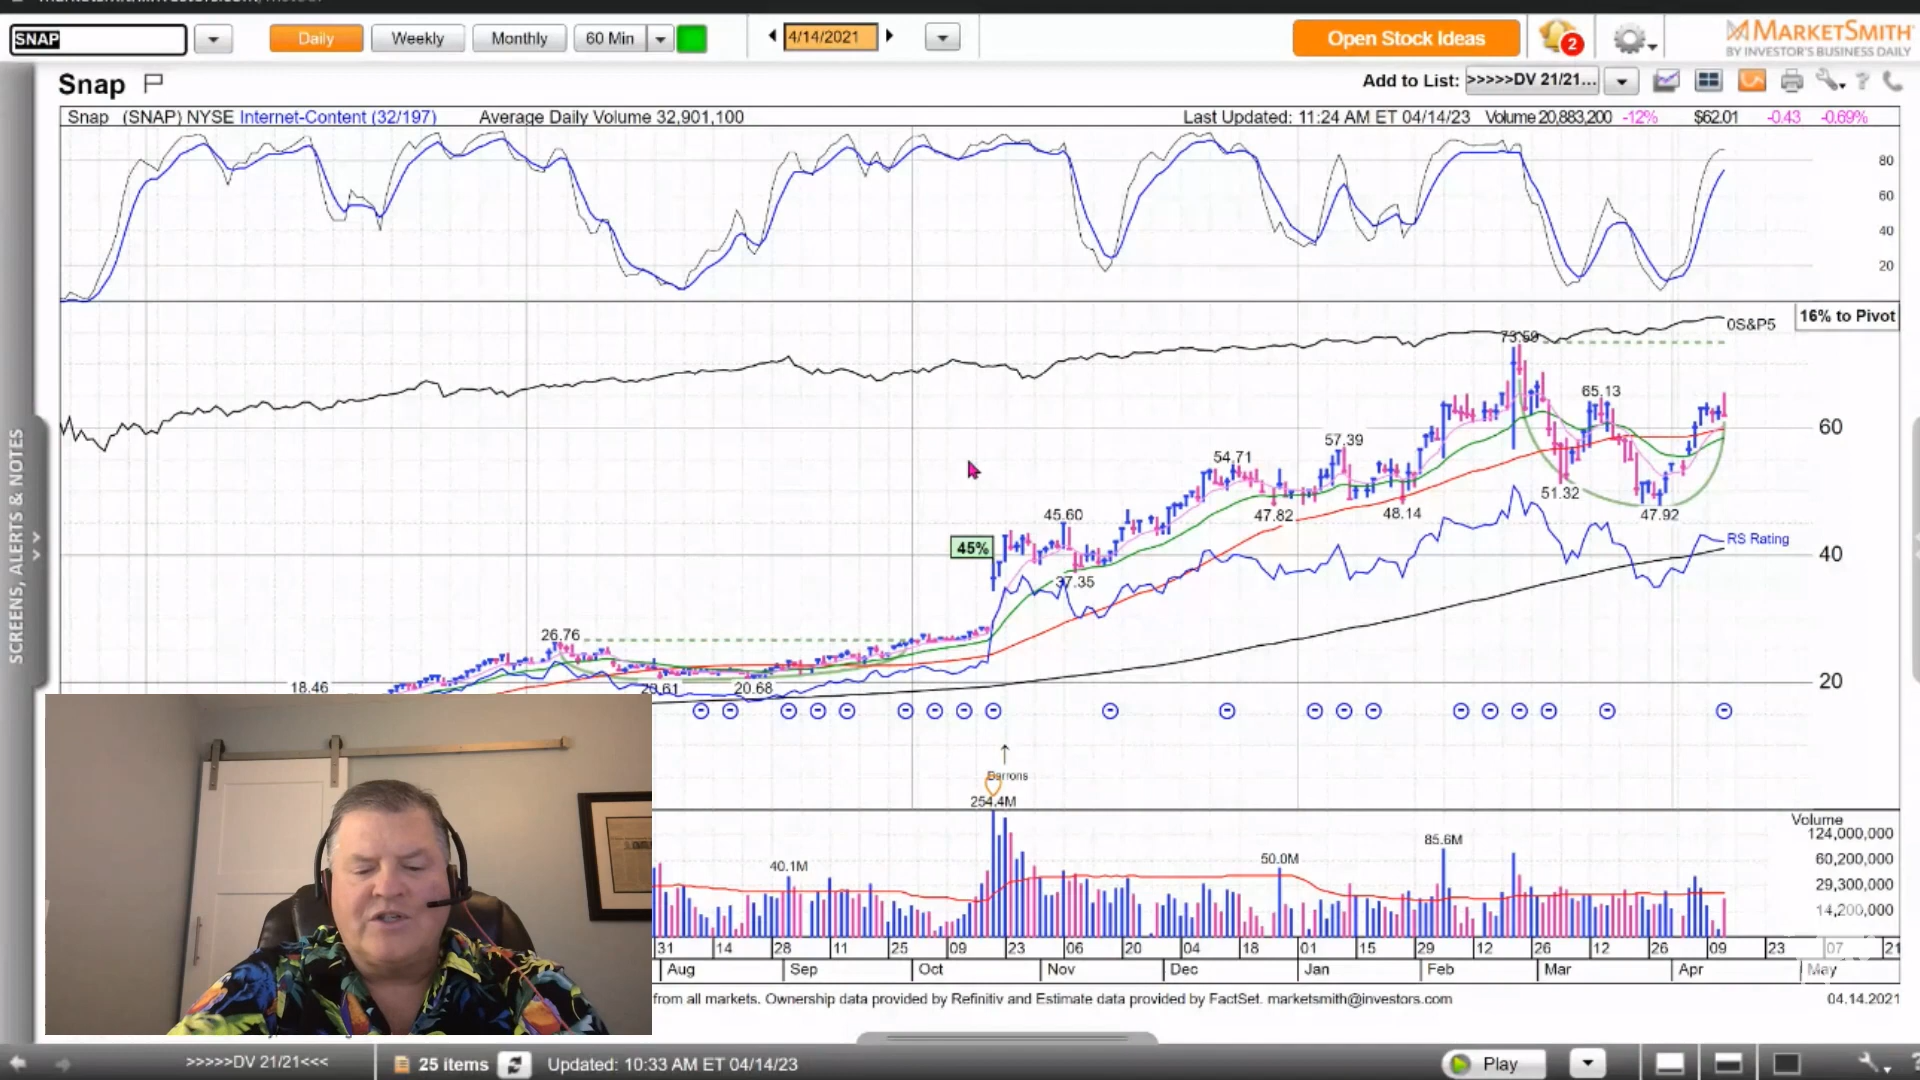 SNAP
Daily
Weekly
Monthly
60 Min
4/14/2021
Open Stock Ideas
2
MARKETSMITH
BY INVESTOR'S BUSINESS DAILY
Snap
Add to List:
>>>>>DV 21/21...
?
Snap (SNAP) NYSE Internet-Content (32/197) Average Daily Volume 32,901,100 Last Updated: 11:24 AM ET 04/14/23 Volume 20,883,200 -12% $62.01 -0.43 -0.69%
80
60
40
20
16% to Pivot
0S&P5
73.59
65.13
60
57.39
54.71
51.32
47.82
48.14
47.92
45.60
45%
RS Rating
40
37.35
26.76
18.46
20.61
20.68
20
Barrons
254.4M
Volume
124,000,000
85.6M
40.1M
50.0M
60,200,000
29,300,000
14,200,000
31 14 28 11 25 09 23 06 20 04 18 01 15 29 12 26 12 26 09 23 07 21
Aug Sep Oct Nov Dec Jan Feb Mar Apr May
from all markets. Ownership data provided by Refinitiv and Estimate data provided by FactSet. marketsmith@investors.com
04.14.2021
SCREENS, ALERTS & NOTES
>>>>>DV 21/21<<<
25 items
Updated: 10:33 AM ET 04/14/23
Play